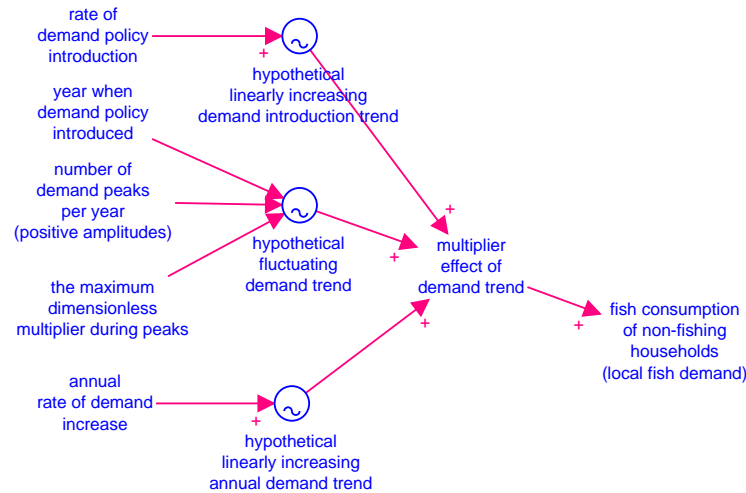 rate of
demand policy
introduction
+
hypothetical
linearly increasing
demand introduction trend
year when
demand policy
introduced
number of
demand peaks
per year
(positive amplitudes)
hypothetical
fluctuating
demand trend
the maximum
dimensionless
multiplier during peaks
+
+
multiplier
effect of
demand trend
+
+
fish consumption
of non-fishing
households
(local fish demand)
annual
rate of demand
increase
+
hypothetical
linearly increasing
annual demand trend